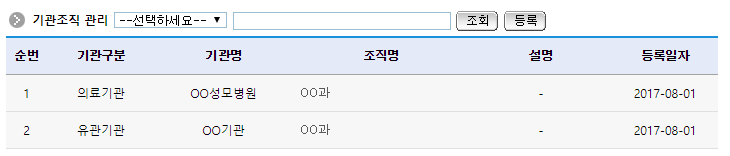 기관조직 관리 --선택하세요-- 조회 등록
순번 기관구분 기관명 조직명 설명 등록일자
1 의료기관 OO성모병원 OO과 - 2017-08-01
2 유관기관 OO기관 OO과 - 2017-08-01